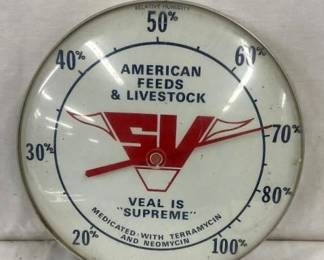 RELATIVE HUMIDITY
50%
40%
60%
AMERICAN
FEEDS
& LIVESTOCK
SV
30%
70%
VEAL IS
"SUPREME"
80%
20%
MEDICATED: WITH TERRAMYCIN
AND NEOMYCIN
100%